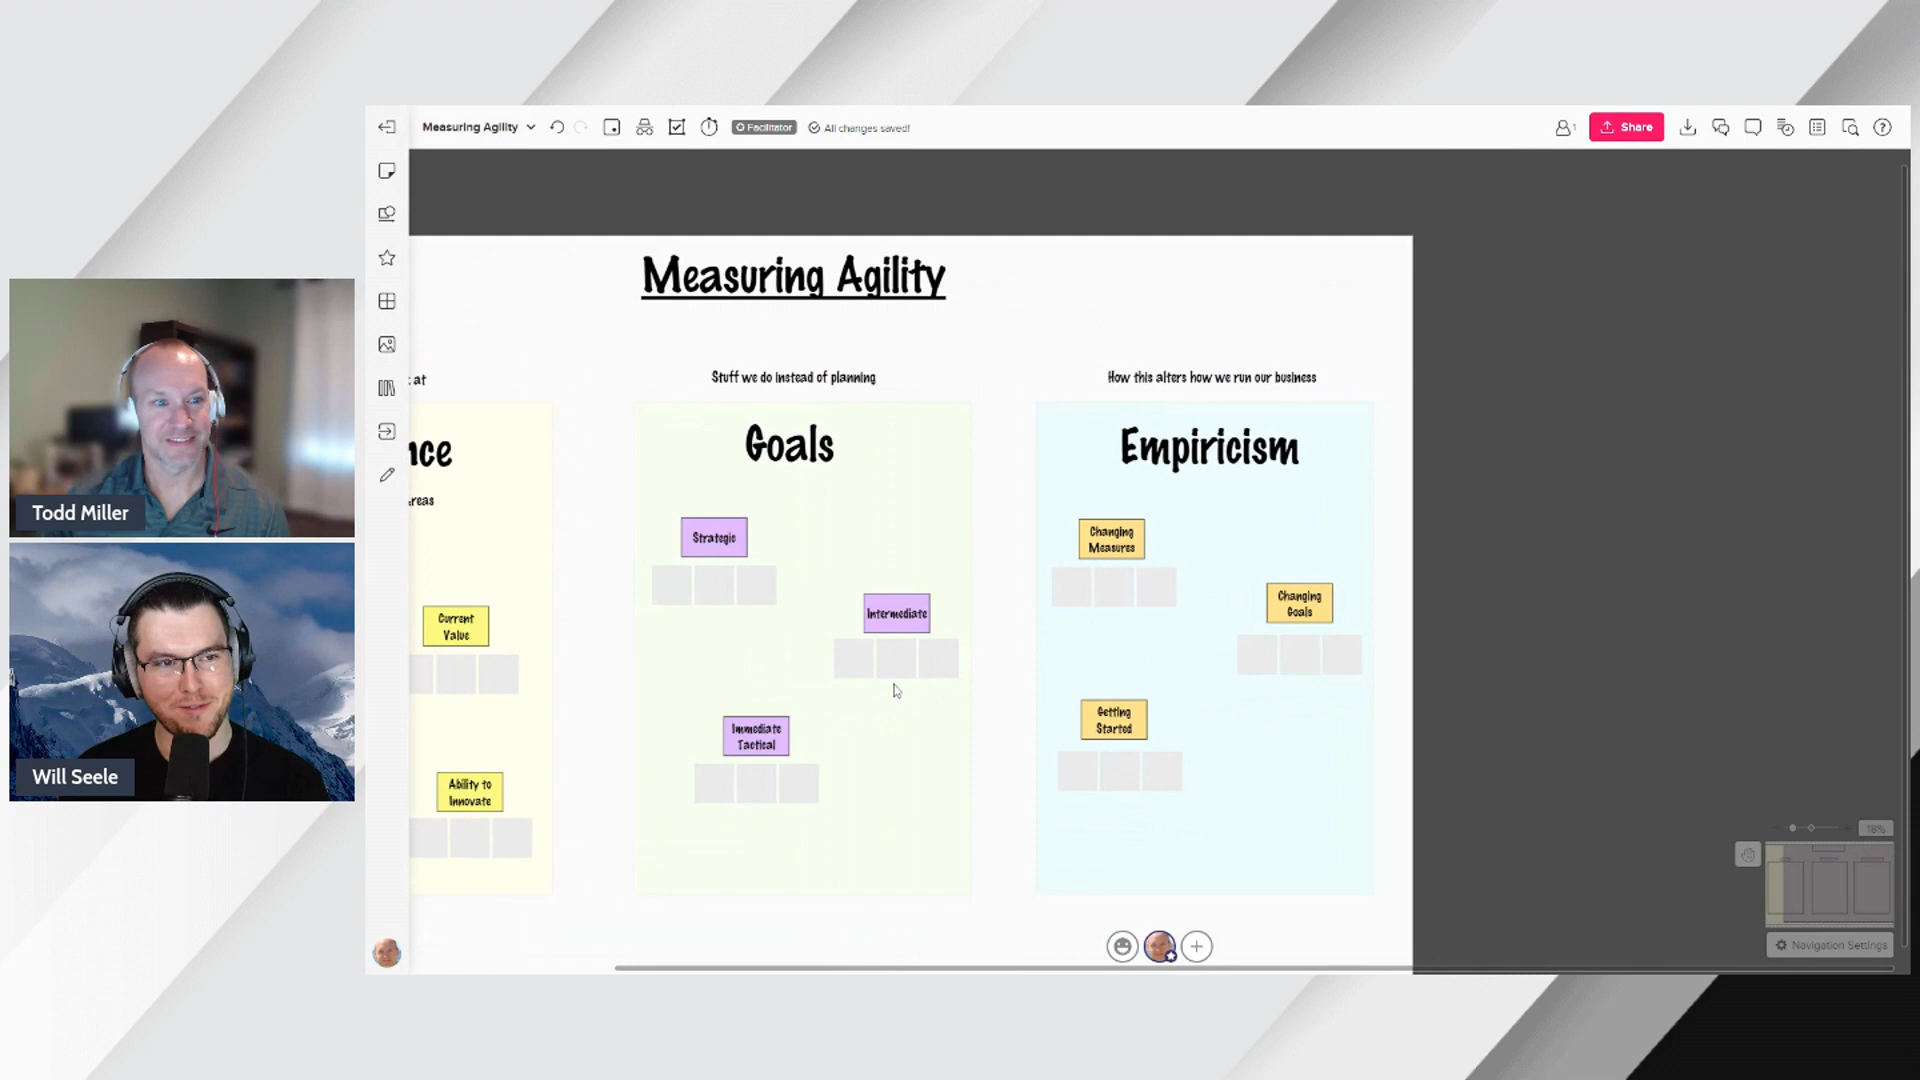 Measuring Agility
Facilitator
All changes saved!
1
Share
Measuring Agility
at
Stuff we do instead of planning
How this alters how we run our business
nce
Goals
Empiricism
reas
Strategic
Changing
Measures
Intermediate
Changing
Goals
Current
Value
Immediate
Tactical
Getting
Started
Ability to
Innovate
Todd Miller
Will Seele
18%
Navigation Settings